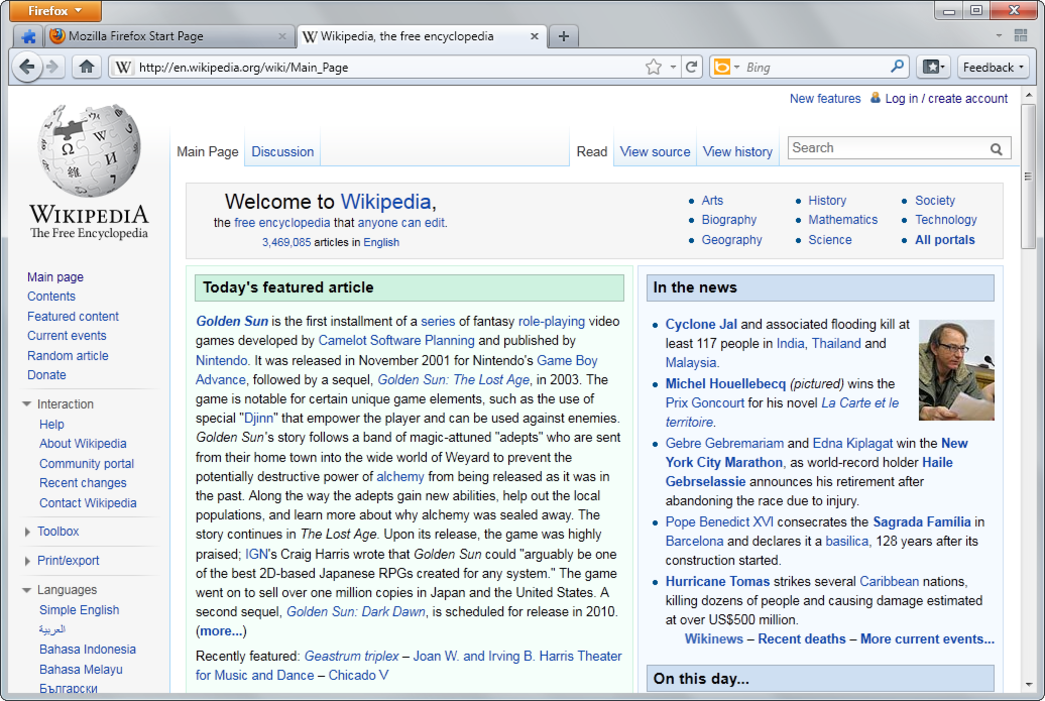 Firefox
Mozilla Firefox Start Page
Wikipedia, the free encyclopedia
http://en.wikipedia.org/wiki/Main_Page
Bing
Feedback
New features Log in / create account
Main Page Discussion Read View source View history Search
WIKIPEDIA
The Free Encyclopedia
Main page
Contents
Featured content
Current events
Random article
Donate
Interaction
Help
About Wikipedia
Community portal
Recent changes
Contact Wikipedia
Toolbox
Print/export
Languages
Simple English
العربية
Bahasa Indonesia
Bahasa Melayu
Български
Welcome to Wikipedia,
the free encyclopedia that anyone can edit.
3,469,085 articles in English
Arts
Biography
Geography
History
Mathematics
Science
Society
Technology
All portals
Today's featured article
Golden Sun is the first installment of a series of fantasy role-playing video
games developed by Camelot Software Planning and published by
Nintendo. It was released in November 2001 for Nintendo's Game Boy
Advance, followed by a sequel, Golden Sun: The Lost Age, in 2003. The
game is notable for certain unique game elements, such as the use of
special "Djinn" that empower the player and can be used against enemies.
Golden Sun's story follows a band of magic-attuned "adepts" who are sent
from their home town into the wide world of Weyard to prevent the
potentially destructive power of alchemy from being released as it was in
the past. Along the way the adepts gain new abilities, help out the local
populations, and learn more about why alchemy was sealed away. The
story continues in The Lost Age. Upon its release, the game was highly
praised; IGN's Craig Harris wrote that Golden Sun could "arguably be one
of the best 2D-based Japanese RPGs created for any system." The game
went on to sell over one million copies in Japan and the United States. A
second sequel, Golden Sun: Dark Dawn, is scheduled for release in 2010.
(more...)
Recently featured: Geastrum triplex – Joan W. and Irving B. Harris Theater
for Music and Dance – Chicado V
In the news
Cyclone Jal and associated flooding kill at
least 117 people in India, Thailand and
Malaysia.
Michel Houellebecq (pictured) wins the
Prix Goncourt for his novel La Carte et le
territoire.
Gebre Gebremariam and Edna Kiplagat win the New
York City Marathon, as world-record holder Haile
Gebrselassie announces his retirement after
abandoning the race due to injury.
Pope Benedict XVI consecrates the Sagrada Família in
Barcelona and declares it a basilica, 128 years after its
construction started.
Hurricane Tomas strikes several Caribbean nations,
killing dozens of people and causing damage estimated
at over US$500 million.
Wikinews – Recent deaths – More current events...
On this day...